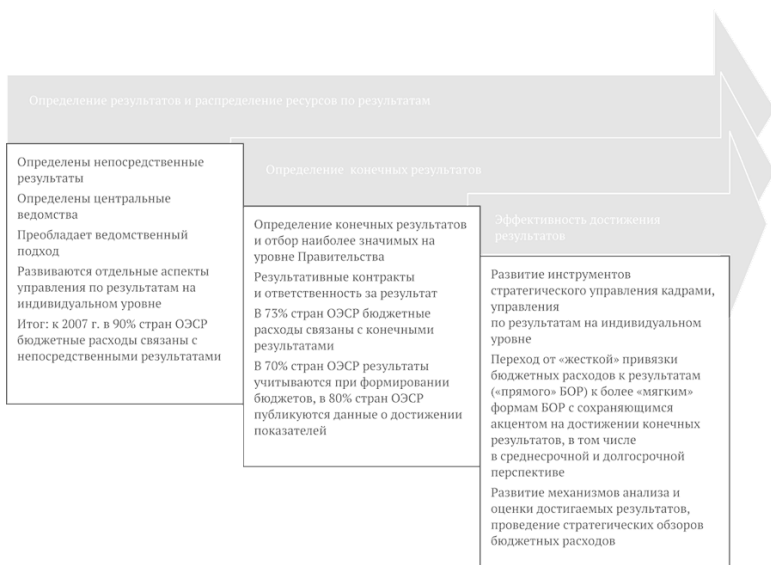 Определение результатов и распределение ресурсов по результатам
Определены непосредственные
результаты
Определены центральные
ведомства
Преобладает ведомственный
подход
Развиваются отдельные аспекты
управления по результатам на
индивидуальном уровне
Итог: к 2007 г. в 90% стран ОЭСР
бюджетные расходы связаны с
непосредственными результатами
Определение конечных результатов
Определение конечных результатов
и отбор наиболее значимых на
уровне Правительства
Результативные контракты
и ответственность за результат
В 73% стран ОЭСР бюджетные
расходы связаны с конечными
результатами
В 70% стран ОЭСР результаты
учитываются при формировании
бюджетов, в 80% стран ОЭСР
публикуются данные о достижении
показателей
Эффективность достижения
результатов
Развитие инструментов
стратегического управления кадрами,
управления
по результатам на индивидуальном
уровне
Переход от «жесткой» привязки
бюджетных расходов к результатам
(«прямого» БОР) к более «мягким»
формам БОР с сохраняющимся
акцентом на достижении конечных
результатов, в том числе
в среднесрочной и долгосрочной
перспективе
Развитие механизмов анализа и
оценки достигаемых результатов,
проведение стратегических обзоров
бюджетных расходов